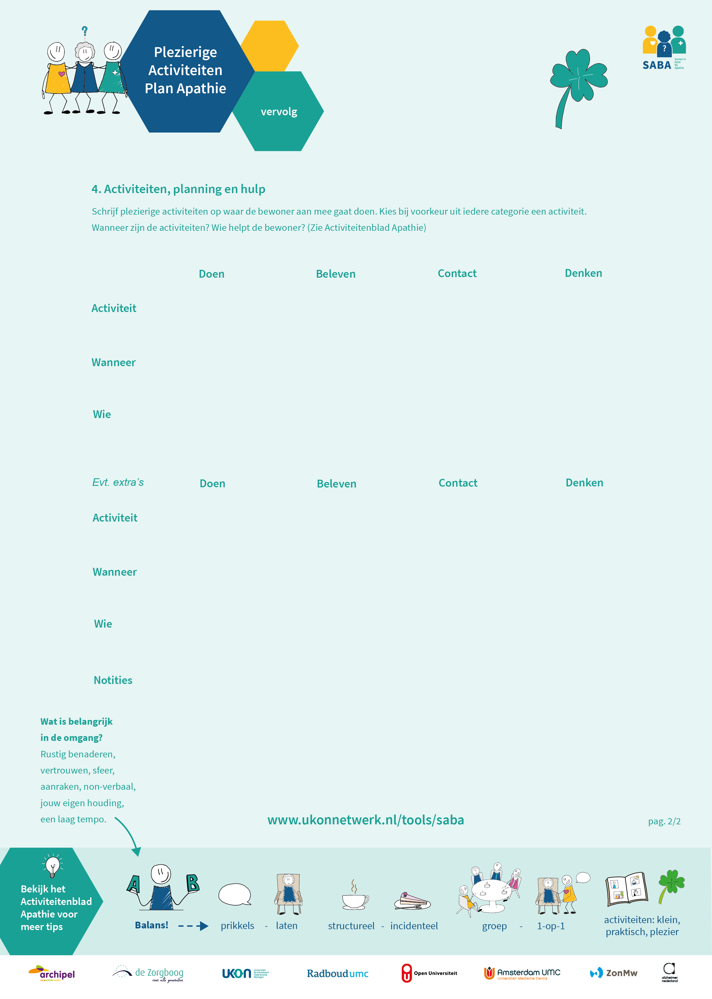 ?
Plezierige
Activiteiten
Plan Apathie
vervolg
?
SABA
Samen in
Actie
Bij
Apathie
4. Activiteiten, planning en hulp
Schrijf plezierige activiteiten op waar de bewoner aan mee gaat doen. Kies bij voorkeur uit iedere categorie een activiteit.
Wanneer zijn de activiteiten? Wie helpt de bewoner? (Zie Activiteitenblad Apathie)
Doen Beleven Contact Denken
Activiteit
Wanneer
Wie
Evt. extra's Doen Beleven Contact Denken
Activiteit
Wanneer
Wie
Notities
Wat is belangrijk
in de omgang?
Rustig benaderen,
vertrouwen, sfeer,
aanraken, non-verbaal,
jouw eigen houding,
een laag tempo.
www.ukonnetwerk.nl/tools/saba
pag. 2/2
Bekijk het
Activiteitenblad
Apathie voor
meer tips
A B
Balans! prikkels - laten structureel - incidenteel groep - 1-op-1
activiteiten: klein,
praktisch, plezier
archipel
zorgwelzijnwonen
de Zorgboog
voor alle generaties
UKON
Universitair
Kennisnetwerk
Ouderenzorg
Nijmegen
Radboudumc
OU
Open Universiteit
Amsterdam UMC
Universitair Medische Centra
ZonMw
alzheimer
nederland